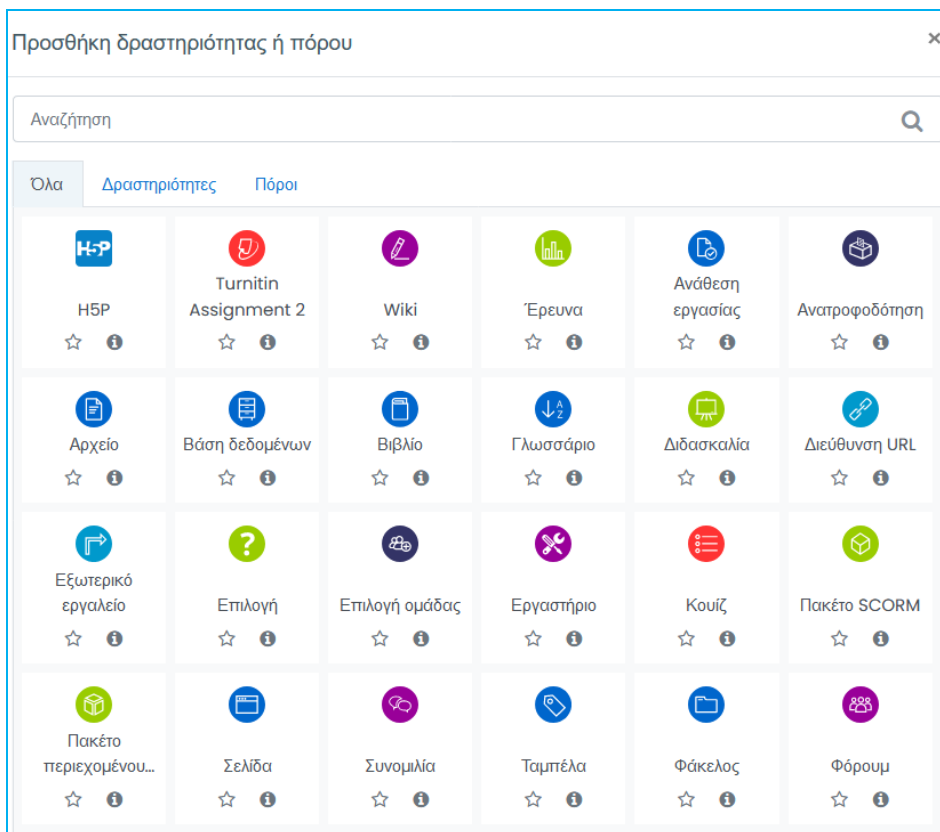 Προσθήκη δραστηριότητας ή πόρου
×
Αναζήτηση
Όλα Δραστηριότητες Πόροι
H5P
H5P
Turnitin
Assignment 2
Wiki
Έρευνα
Ανάθεση
εργασίας
Ανατροφοδότηση
Αρχείο
Βάση δεδομένων
Βιβλίο
A
Z
Γλωσσάριο
Διδασκαλία
Διεύθυνση URL
Εξωτερικό
εργαλείο
?
Επιλογή
Επιλογή ομάδας
Εργαστήριο
Κουίζ
Πακέτο SCORM
Πακέτο
περιεχομένου...
Σελίδα
Συνομιλία
Ταμπέλα
Φάκελος
Φόρουμ